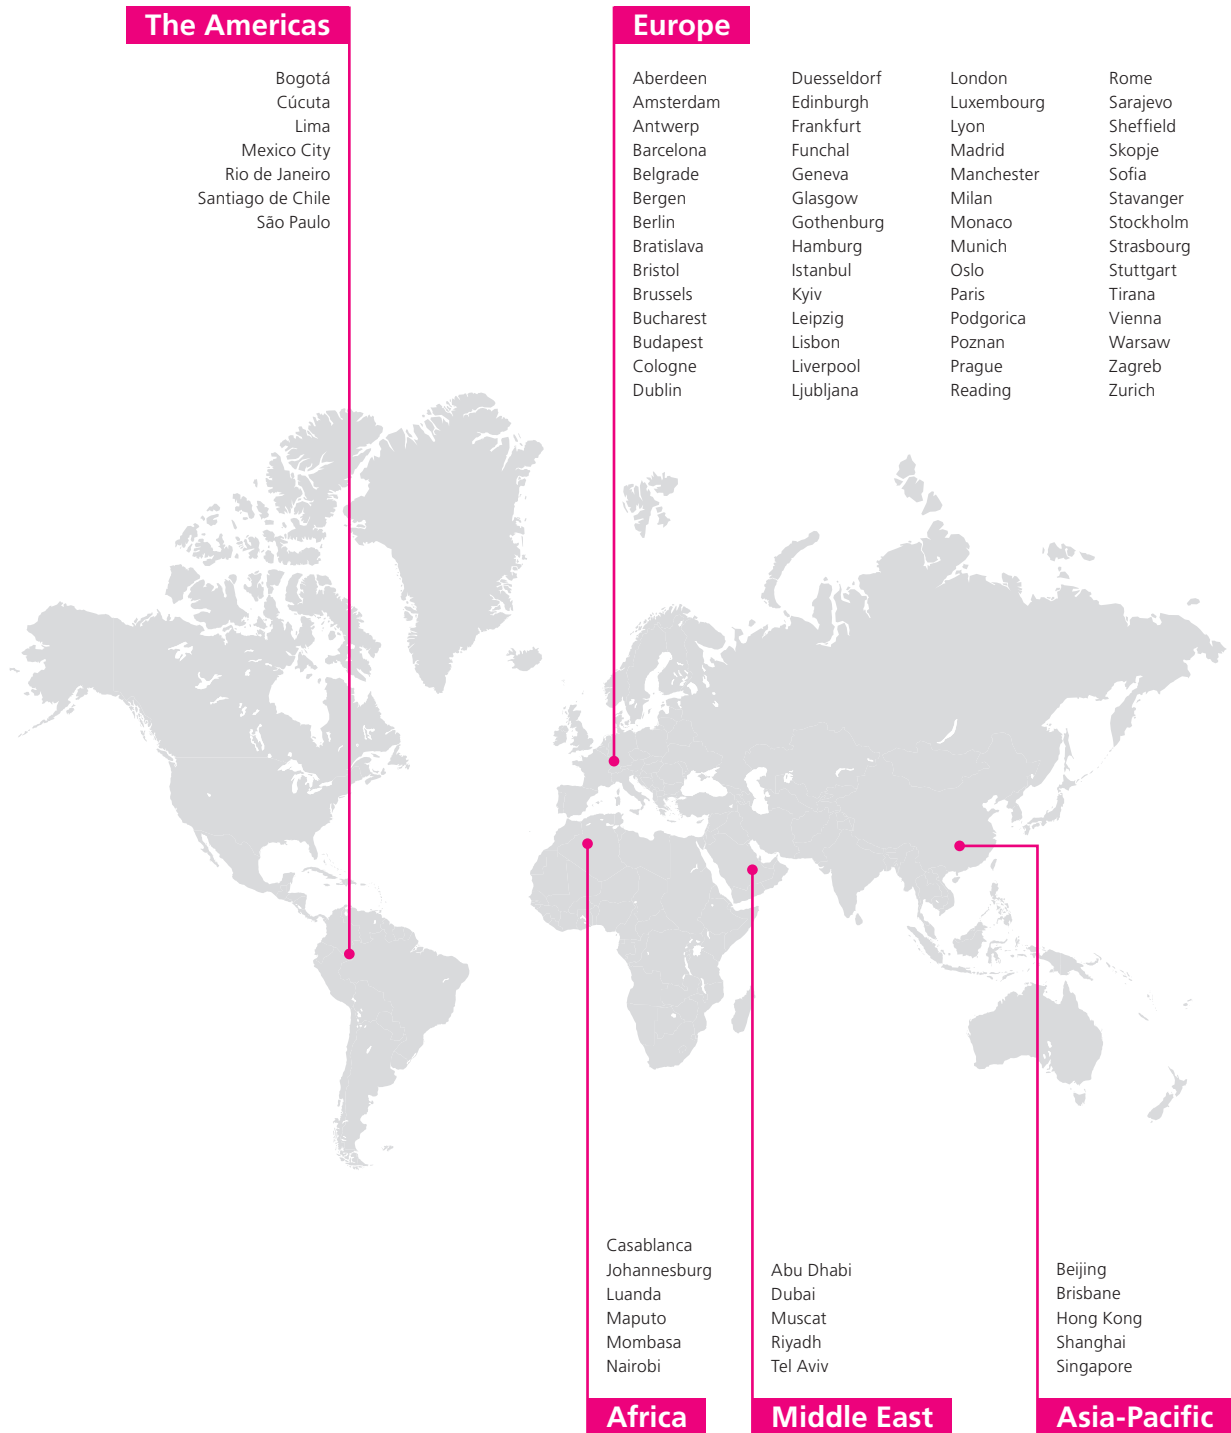 The Americas
Bogotá
Cúcuta
Lima
Mexico City
Rio de Janeiro
Santiago de Chile
São Paulo
Europe
Aberdeen
Amsterdam
Antwerp
Barcelona
Belgrade
Bergen
Berlin
Bratislava
Bristol
Brussels
Bucharest
Budapest
Cologne
Dublin
Duesseldorf
Edinburgh
Frankfurt
Funchal
Geneva
Glasgow
Gothenburg
Hamburg
Istanbul
Kyiv
Leipzig
Lisbon
Liverpool
Ljubljana
London
Luxembourg
Lyon
Madrid
Manchester
Milan
Monaco
Munich
Oslo
Paris
Podgorica
Poznan
Prague
Reading
Rome
Sarajevo
Sheffield
Skopje
Sofia
Stavanger
Stockholm
Strasbourg
Stuttgart
Tirana
Vienna
Warsaw
Zagreb
Zurich
Casablanca
Johannesburg
Luanda
Maputo
Mombasa
Nairobi
Africa
Abu Dhabi
Dubai
Muscat
Riyadh
Tel Aviv
Middle East
Beijing
Brisbane
Hong Kong
Shanghai
Singapore
Asia-Pacific